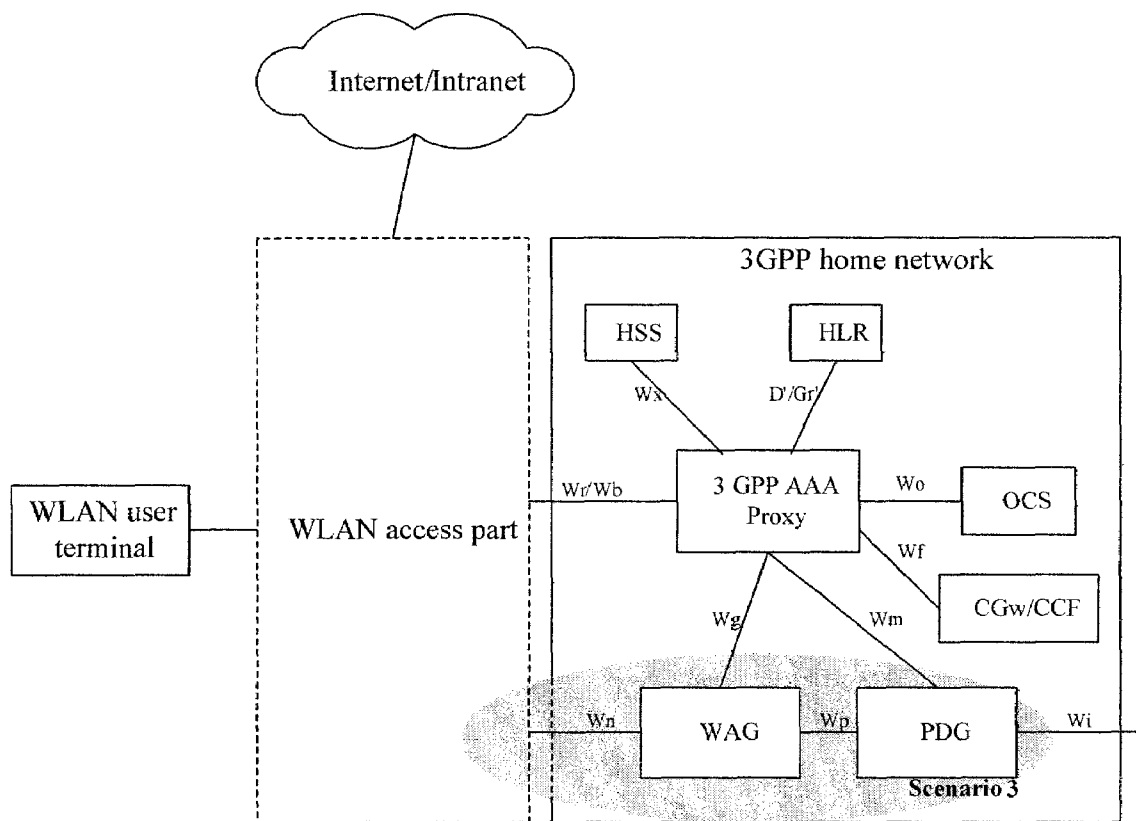 Internet/Intranet
3GPP home network
HSS
HLR
Wx
D'/Gr'
WLAN user
terminal
WLAN access part
Wr/Wb
3 GPP AAA
Proxy
Wo
OCS
Wf
CGw/CCF
Wg
Wm
Wn
WAG
Wp
PDG
Wi
Scenario 3